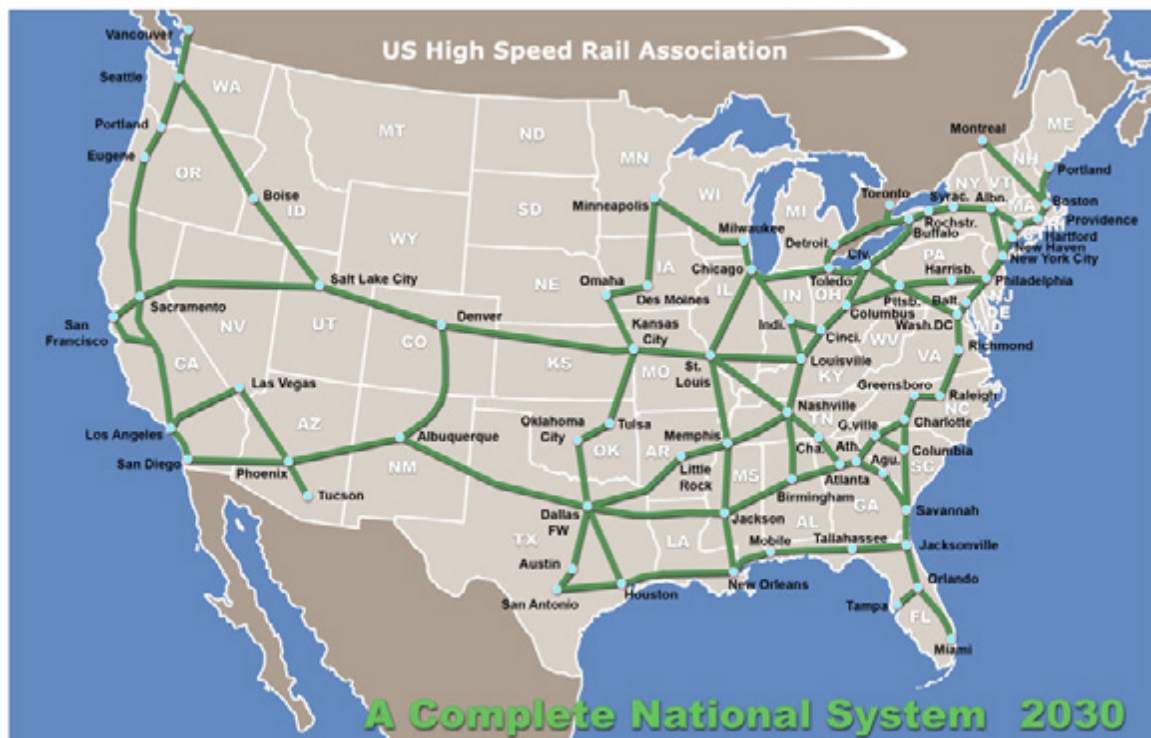 US High Speed Rail Association
Vancouver
Seattle
WA
Portland
Eugene
OR
MT
ND
MN
ME
Montreal
NH
Portland
Boise
ID
SD
WI
Minneapolis
MI
Toronto
Syrac.
NY
VT
Albn.
MA
Boston
Providence
WY
Milwaukee
Detroit
Rochstr.
Buffalo
Hartford
New Haven
New York City
Salt Lake City
NE
Omaha
IA
Des Moines
Chicago
Toledo
Clv.
PA
Harrisb.
Philadelphia
Sacramento
San
Francisco
NV
UT
Denver
CO
Kansas
City
IL
IN
OH
Columbus
Pttsb.
Balt.
NJ
DE
MD
Wash.DC
Indi.
Cinci.
WV
Richmond
CA
KS
MO
St.
Louis
Louisville
KY
VA
Las Vegas
Greensboro
Raleigh
NC
Los Angeles
AZ
Albuquerque
NM
Oklahoma
City
Tulsa
OK
AR
Memphis
Nashville
TN
Cha.
G.ville
Ath.
Charlotte
San Diego
Phoenix
Tucson
Little
Rock
MS
Agu.
SC
Columbia
Atlanta
Birmingham
AL
GA
Savannah
Dallas
FW
Jackson
TX
LA
Mobile
Tallahassee
Jacksonville
Austin
San Antonio
Houston
New Orleans
Orlando
Tampa
FL
Miami
A Complete National System 2030